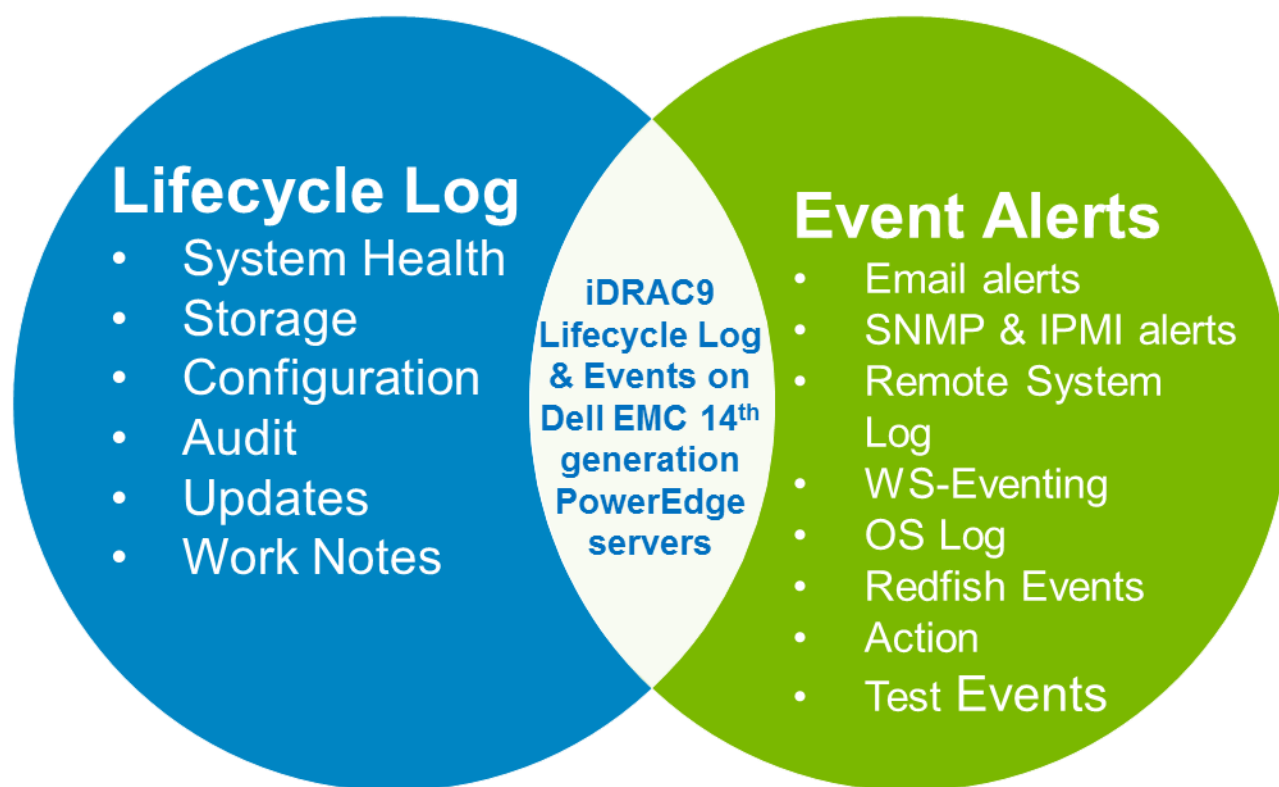 Lifecycle Log
• System Health
• Storage
• Configuration
• Audit
• Updates
• Work Notes
iDRAC9
Lifecycle Log
& Events on
Dell EMC 14th
generation
PowerEdge
servers
Event Alerts
• Email alerts
• SNMP & IPMI alerts
• Remote System
Log
• WS-Eventing
• OS Log
• Redfish Events
• Action
• Test Events